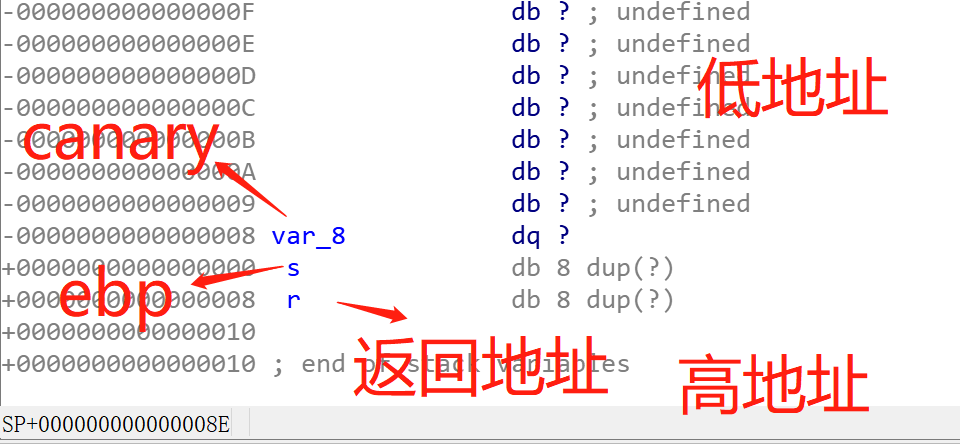 -000000000000000F db ? ; undefined
-000000000000000E db ? ; undefined
-000000000000000D db ? ; undefined
低地址
-000000000000000C db ? ; undefined
canary
-000000000000000B db ? ; undefined
-000000000000000A db ? ; undefined
-0000000000000009 db ? ; undefined
-0000000000000008 var_8 dq ?
+0000000000000000 s db 8 dup(?)
ebp
+0000000000000008 r db 8 dup(?)
+0000000000000010
返回地址
+0000000000000010 ; end of stack variables
高地址
SP+000000000000008E